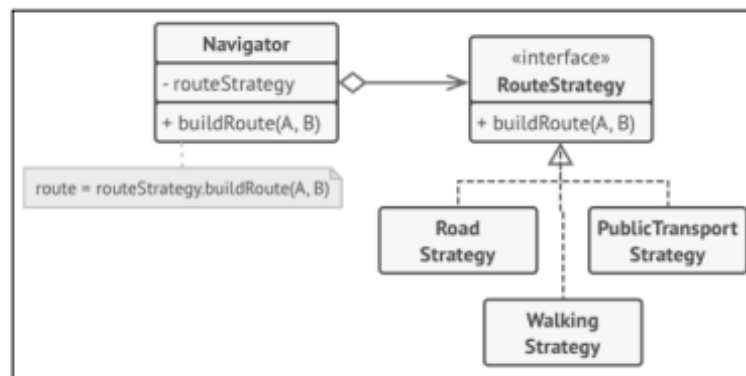 Navigator
- routeStrategy
+ buildRoute(A, B)
route = routeStrategy.buildRoute(A, B)
«interface»
RouteStrategy
+ buildRoute(A, B)
Road
Strategy
PublicTransport
Strategy
Walking
Strategy